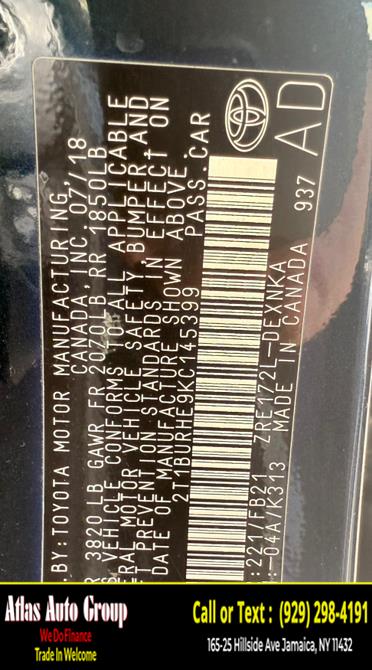 .BY: TOYOTA MOTOR MANUFACTURING
CANADA, INC. 07/18
R 3820LB GAWR FR 2070LB RR 1850LB
S VEHICLE CONFORMS TO ALL APPLICABLE
ERAL MOTOR VEHICLE SAFETY, BUMPER AND
T PREVENTION STANDARDS IN EFFECT ON
DATE OF MANUFACTURE SHOWN ABOVE.
2T1BURHE9KC145399 PASS.CAR
:221/FB21 ZRE172L-DEXNKA
:-04A/K313 MADE IN CANADA 937
AD
TOYOTA
Atlas Auto Group
We Do Finance
Trade In Welcome
Call or Text : (929) 298-4191
165-25 Hillside Ave Jamaica, NY 11432